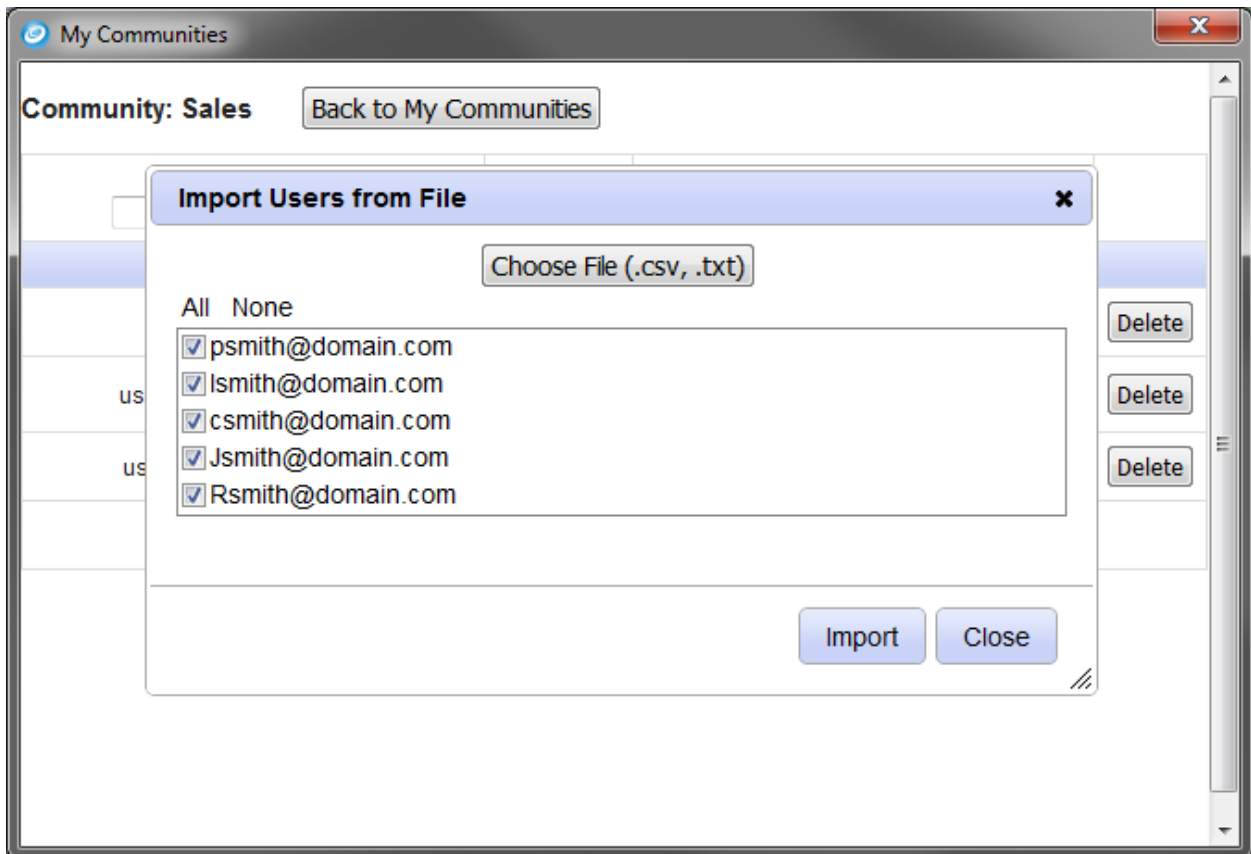 My Communities
Community: Sales Back to My Communities
Import Users from File
Choose File (.csv, .txt)
All None
psmith@domain.com
lsmith@domain.com
csmith@domain.com
Jsmith@domain.com
Rsmith@domain.com
Delete
us Delete
us Delete
Import Close